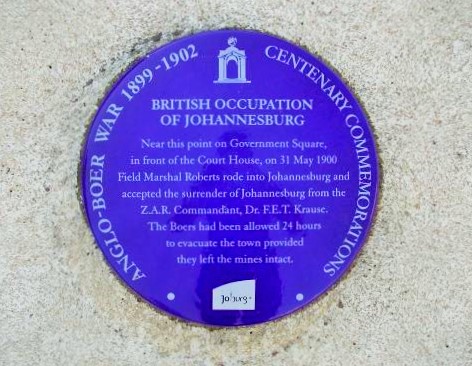 ANGLO-BOER WAR 1899-1902
CENTENARY COMMEMORATIONS
BRITISH OCCUPATION
OF JOHANNESBURG
Near this point on Government Square,
in front of the Court House, on 31 May 1900
Field Marshal Roberts rode into Johannesburg and
accepted the surrender of Johannesburg from the
Z.A.R. Commandant, Dr. F.E.T. Krause.
The Boers had been allowed 24 hours
to evacuate the town provided
they left the mines intact.
Joburg